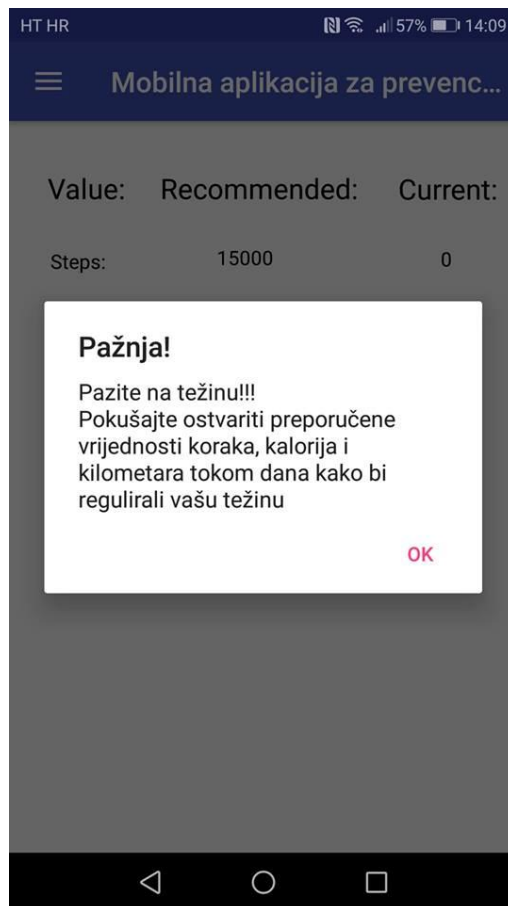 HT HR 57% 14:09
Mobilna aplikacija za prevenc...
Value: Recommended: Current:
Steps: 15000 0
Pažnja!
Pazite na težinu!!!
Pokušajte ostvariti preporučene
vrijednosti koraka, kalorija i
kilometara tokom dana kako bi
regulirali vašu težinu
OK